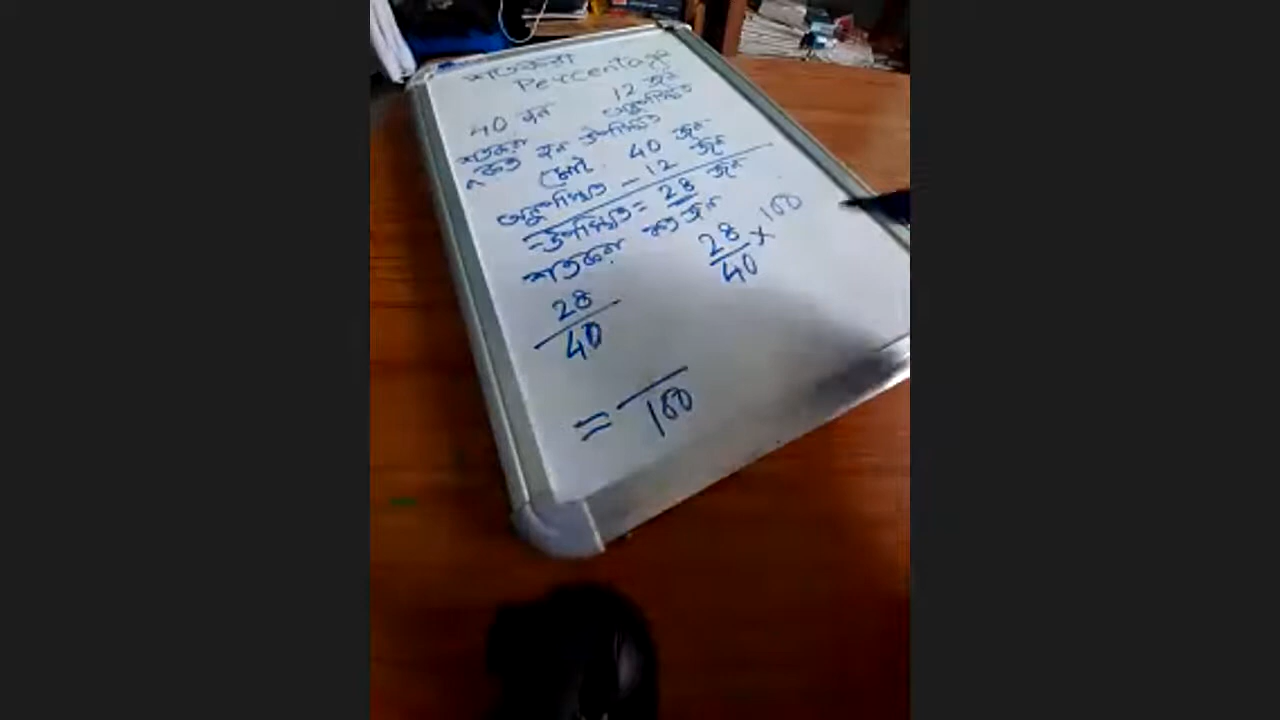 শতকরা
Percentage
40 জন 12 জন
অনুপস্থিত
শতকরা
কত জন উপস্থিত
মোট 40 জন
অনুপস্থিত - 12 জন
=উপস্থিত = 28 জন
শতকরা কত জন
28/40 × 100
28/40
= /100